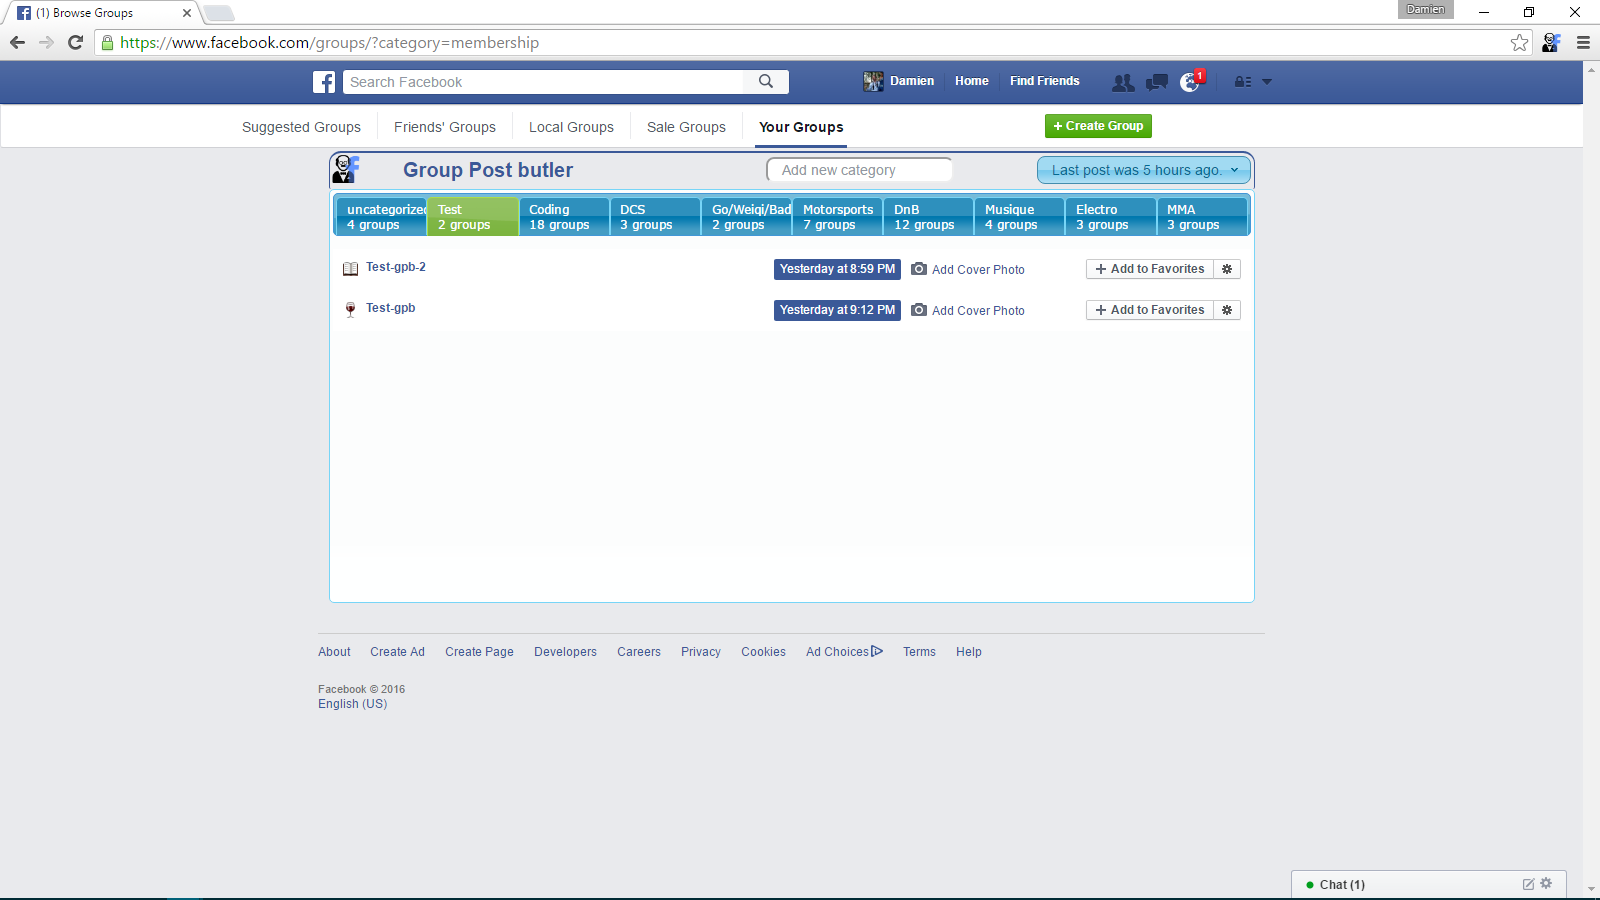 (1) Browse Groups
Damien
https://www.facebook.com/groups/?category=membership
Search Facebook
Damien Home Find Friends
1
Suggested Groups Friends' Groups Local Groups Sale Groups Your Groups
+ Create Group
Group Post butler
Add new category
Last post was 5 hours ago.
uncategorized Test Coding DCS Go/Weiqi/Bad Motorsports DnB Musique Electro MMA
4 groups 2 groups 18 groups 3 groups 2 groups 7 groups 12 groups 4 groups 3 groups 3 groups
Test-gpb-2 Yesterday at 8:59 PM Add Cover Photo + Add to Favorites
Test-gpb Yesterday at 9:12 PM Add Cover Photo + Add to Favorites
About Create Ad Create Page Developers Careers Privacy Cookies Ad Choices Terms Help
Facebook © 2016
English (US)
Chat (1)